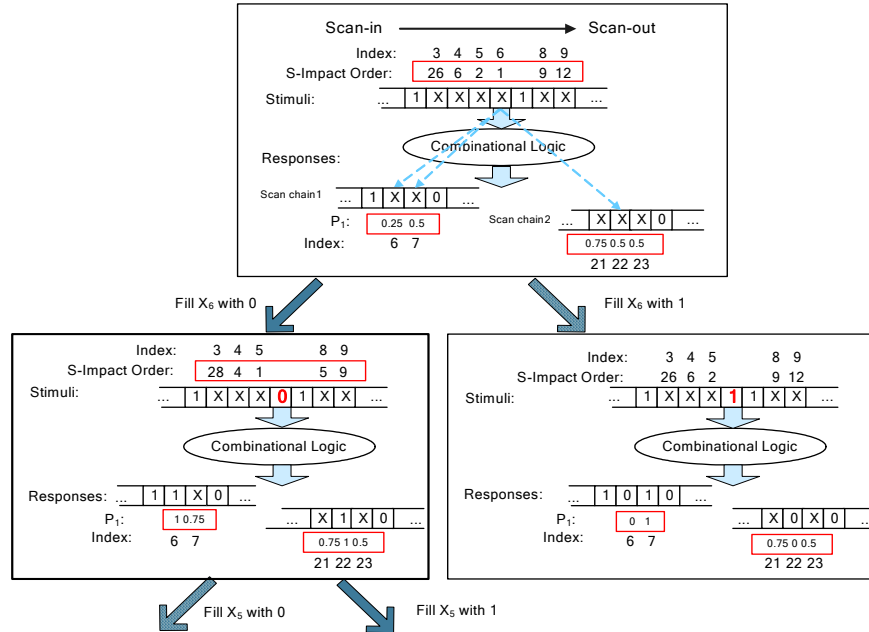 Scan-in Scan-out
Index: 3 4 5 6 8 9
S-Impact Order: 26 6 2 1 9 12
Stimuli: ... 1 X X X X 1 X X ...
Combinational Logic
Responses:
Scan chain1 ... 1 X X 0 ...
P1: 0.25 0.5
Index: 6 7
Scan chain2 ... X X X 0 ...
0.75 0.5 0.5
21 22 23
Fill X6 with 0
Fill X6 with 1
Index: 3 4 5 8 9
S-Impact Order: 28 4 1 5 9
Stimuli: ... 1 X X X 0 1 X X ...
Combinational Logic
Responses: ... 1 1 X 0 ...
P1: 1 0.75
Index: 6 7
... X 1 X 0 ...
0.75 1 0.5
21 22 23
Index: 3 4 5 8 9
S-Impact Order: 26 6 2 9 12
Stimuli: ... 1 X X X 1 1 X X ...
Combinational Logic
Responses: ... 1 0 1 0 ...
P1: 0 1
Index: 6 7
... X 0 X 0 ...
0.75 0 0.5
21 22 23
Fill X5 with 0
Fill X5 with 1